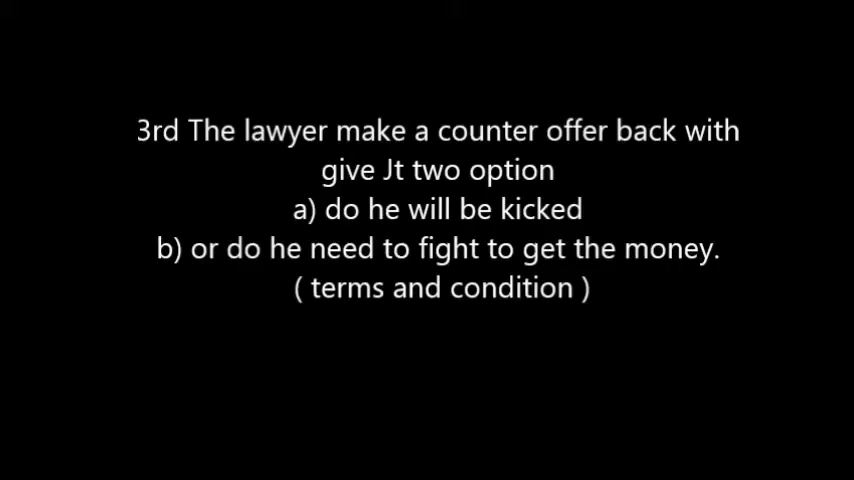 3rd The lawyer make a counter offer back with
give Jt two option
a) do he will be kicked
b) or do he need to fight to get the money.
( terms and condition )